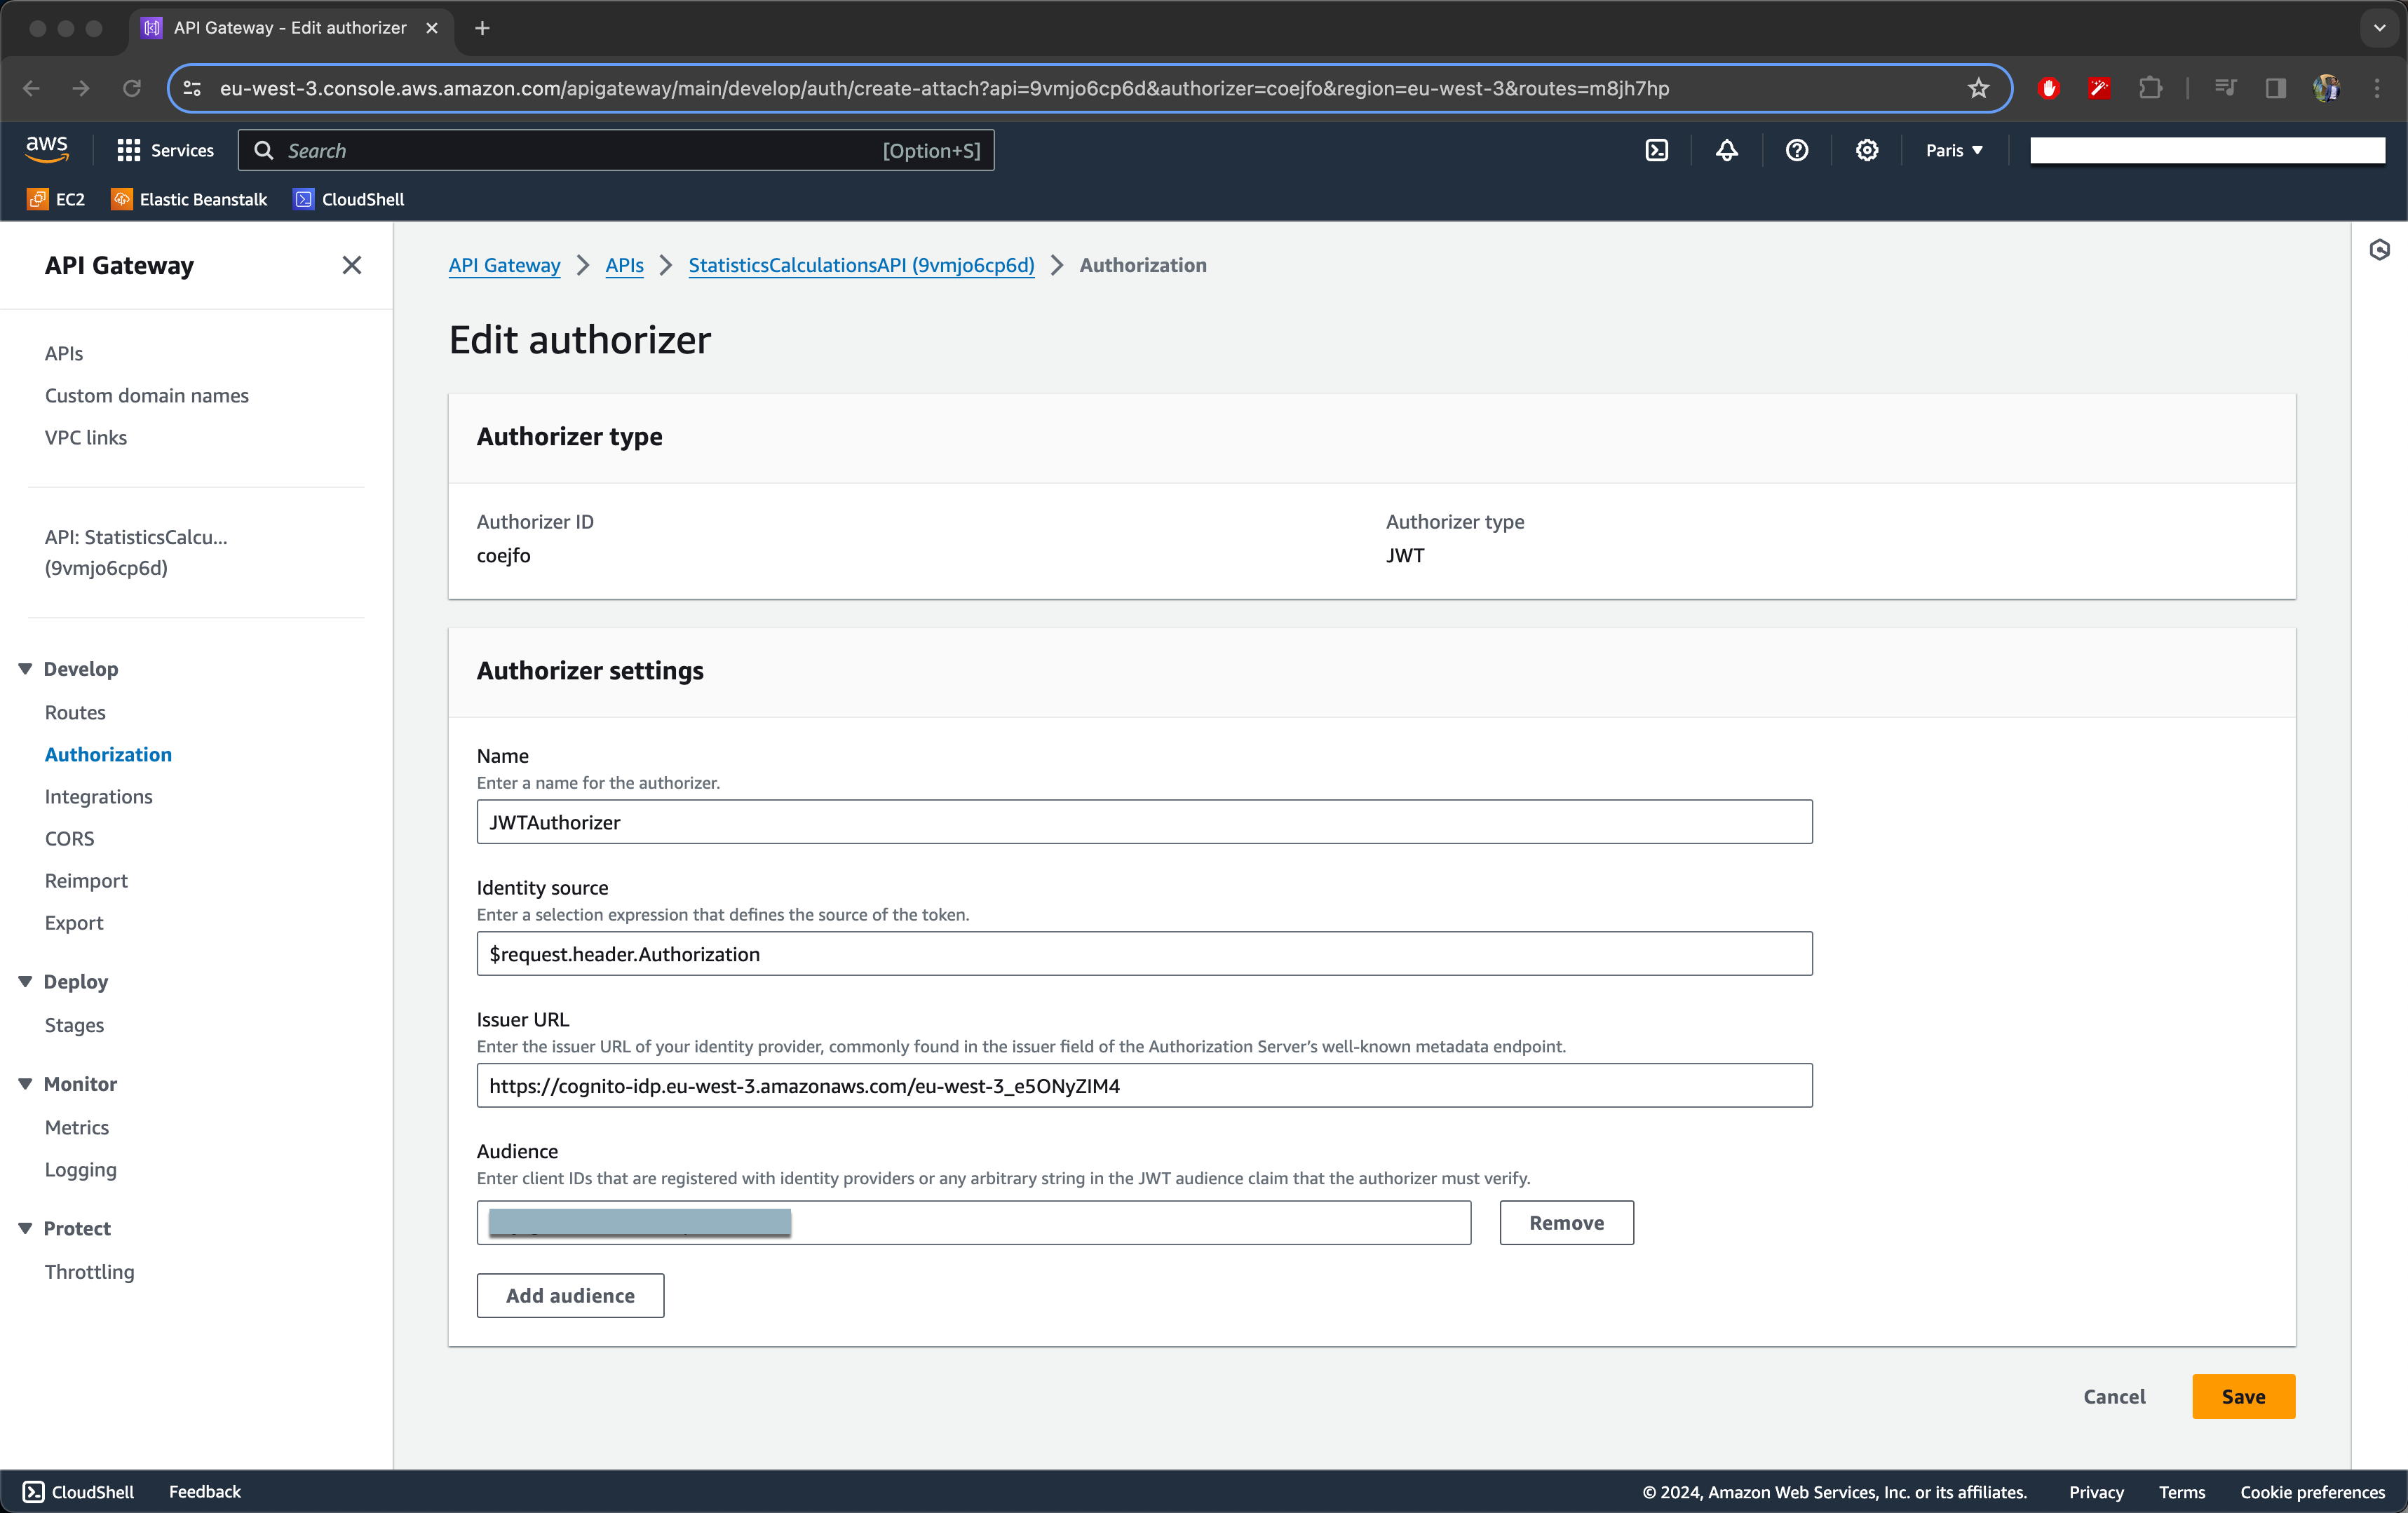 API Gateway - Edit authorizer
eu-west-3.console.aws.amazon.com/apigateway/main/develop/auth/create-attach?api=9vmjo6cp6d&authorizer=coejfo&region=eu-west-3&routes=m8jh7hp
aws Services Search [Option+S] Paris
EC2 Elastic Beanstalk CloudShell
API Gateway
APIs
Custom domain names
VPC links
API: StatisticsCalcu...
(9vmjo6cp6d)
Develop
Routes
Authorization
Integrations
CORS
Reimport
Export
Deploy
Stages
Monitor
Metrics
Logging
Protect
Throttling
API Gateway APIs StatisticsCalculationsAPI (9vmjo6cp6d) Authorization
Edit authorizer
Authorizer type
Authorizer ID
coejfo
Authorizer type
JWT
Authorizer settings
Name
Enter a name for the authorizer.
JWTAuthorizer
Identity source
Enter a selection expression that defines the source of the token.
$request.header.Authorization
Issuer URL
Enter the issuer URL of your identity provider, commonly found in the issuer field of the Authorization Server’s well-known metadata endpoint.
https://cognito-idp.eu-west-3.amazonaws.com/eu-west-3_e5ONyZIM4
Audience
Enter client IDs that are registered with identity providers or any arbitrary string in the JWT audience claim that the authorizer must verify.
Remove
Add audience
Cancel Save
CloudShell Feedback © 2024, Amazon Web Services, Inc. or its affiliates. Privacy Terms Cookie preferences